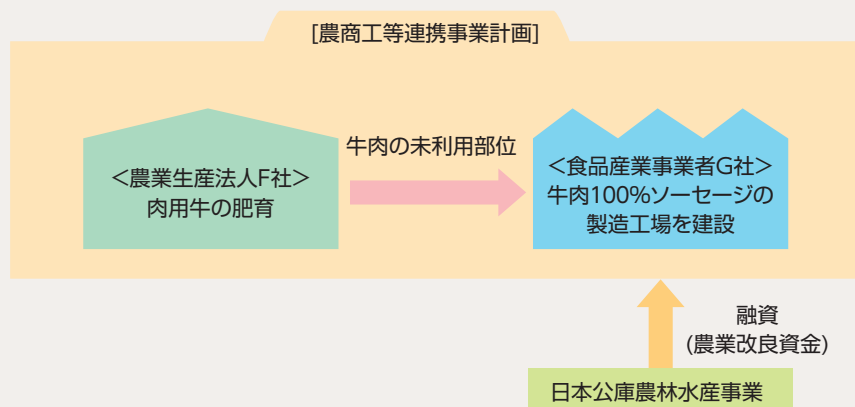 [農商工等連携事業計画]
牛肉の未利用部位
＜農業生産法人F社＞
肉用牛の肥育
＜食品産業事業者G社＞
牛肉100%ソーセージの
製造工場を建設
融資
(農業改良資金)
日本公庫農林水産事業